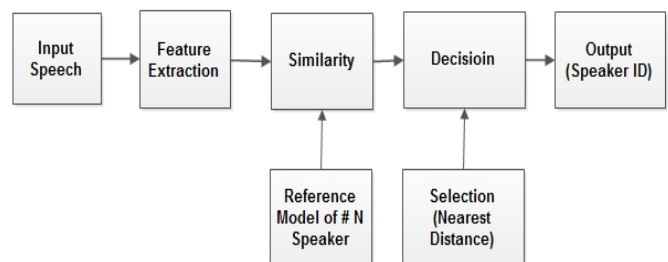 Input
Speech
Feature
Extraction
Similarity
Decisioin
Output
(Speaker ID)
Reference
Model of # N
Speaker
Selection
(Nearest
Distance)